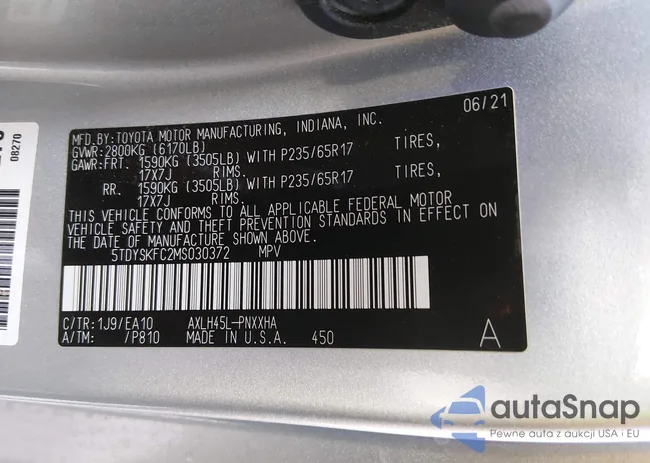 06/21
MFD.BY:TOYOTA MOTOR MANUFACTURING, INDIANA, INC.
GVWR:2800KG (6170LB)
GAWR:FRT. 1590KG (3505LB) WITH P235/65R17 TIRES,
17X7J RIMS.
RR. 1590KG (3505LB) WITH P235/65R17 TIRES,
17X7J RIMS.
THIS VEHICLE CONFORMS TO ALL APPLICABLE FEDERAL MOTOR
VEHICLE SAFETY AND THEFT PREVENTION STANDARDS IN EFFECT ON
THE DATE OF MANUFACTURE SHOWN ABOVE.
5TDYSKFC2MS030372 MPV
C/TR:1J9/EA10 AXLH45L-PNXXHA
A/TM: /P810 MADE IN U.S.A. 450
A
08270
autaSnap
Pewne auto z aukcji USA i EU